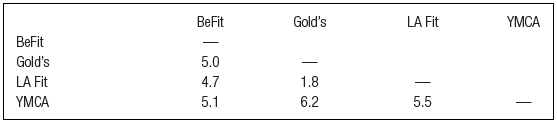 BeFit Gold's LA Fit YMCA
BeFit —
Gold's 5.0 —
LA Fit 4.7 1.8 —
YMCA 5.1 6.2 5.5 —